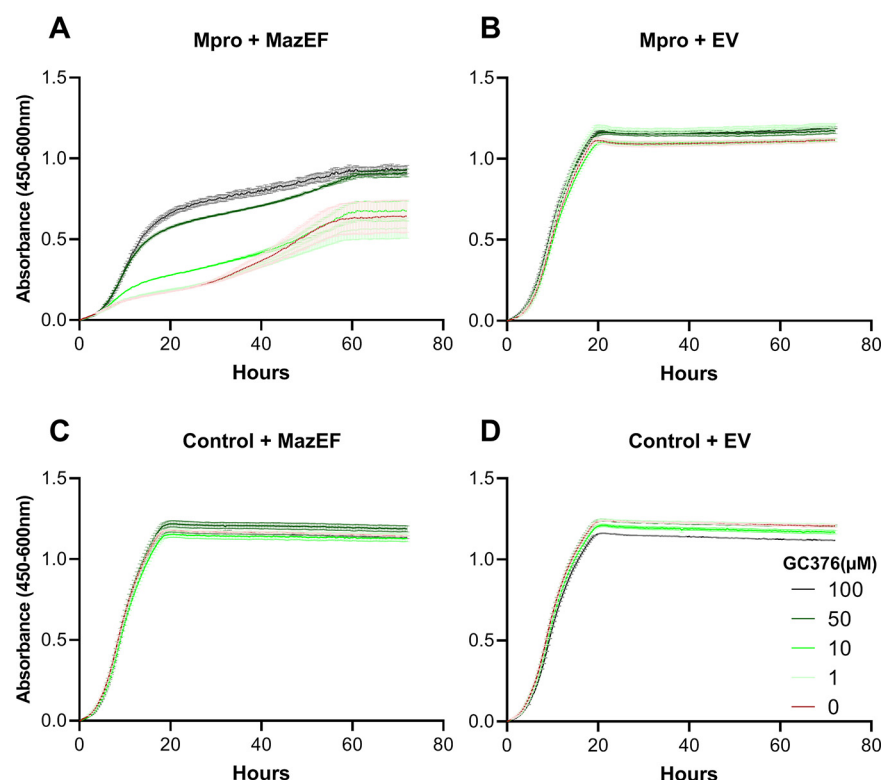 A
Mpro + MazEF
1.5
1.0
0.5
0.0
0 20 40 60 80
Absorbance (450-600nm)
Hours
B
Mpro + EV
1.5
1.0
0.5
0.0
0 20 40 60 80
Hours
C
Control + MazEF
1.5
1.0
0.5
0.0
0 20 40 60 80
Absorbance (450-600nm)
Hours
D
Control + EV
1.5
1.0
0.5
0.0
0 20 40 60 80
Hours
GC376(µM)
100
50
10
1
0